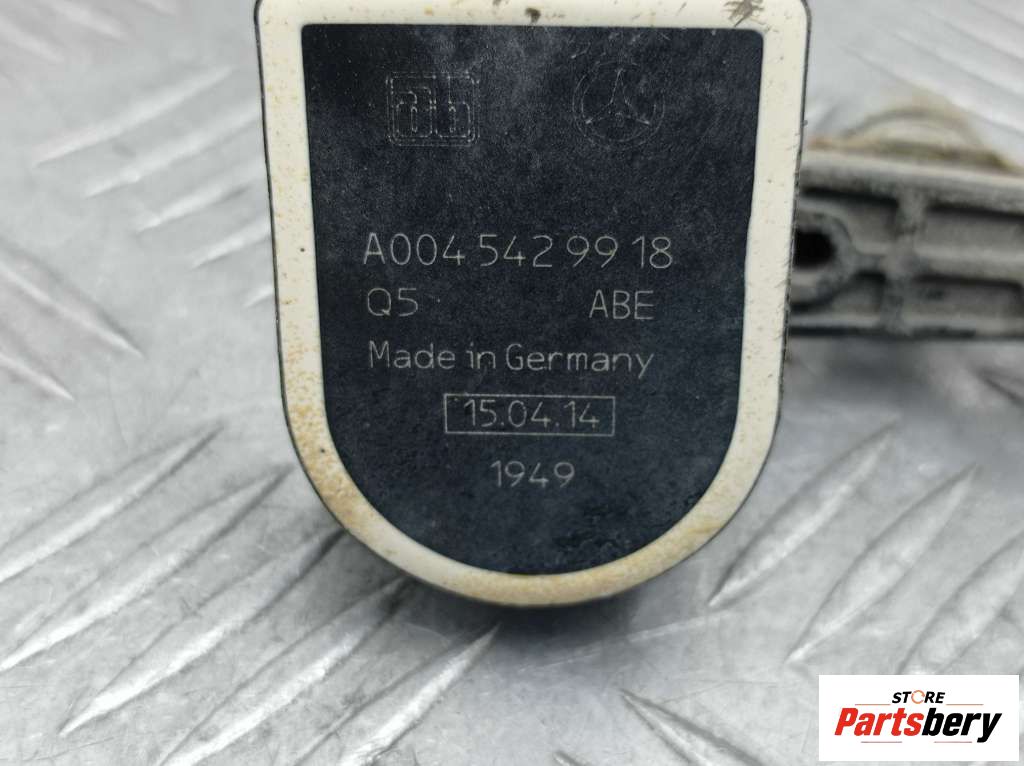 A004 542 99 18
Q5 ABE
Made in Germany
15.04.14
1949
STORE
Partsbery